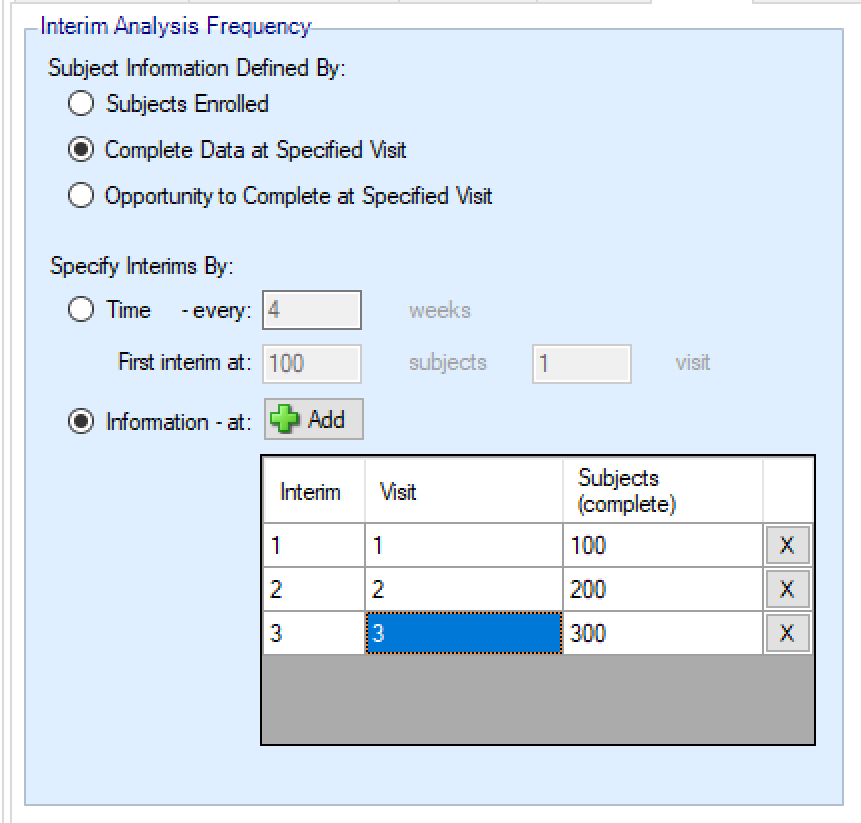 Interim Analysis Frequency
Subject Information Defined By:
Subjects Enrolled
Complete Data at Specified Visit
Opportunity to Complete at Specified Visit
Specify Interims By:
Time - every: 4 weeks
First interim at: 100 subjects 1 visit
Information - at: Add
Interim Visit Subjects (complete)
1 1 100 X
2 2 200 X
3 3 300 X